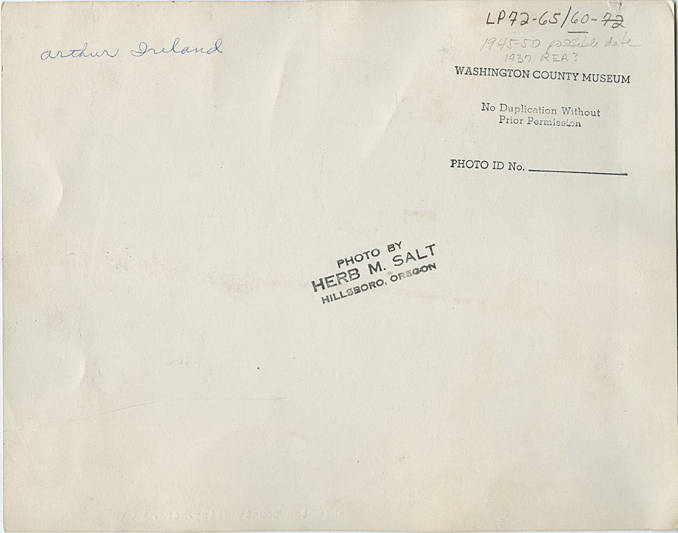 LP72-65/60-72
1945-50 possible date
1937 REA?
arthur Ireland
WASHINGTON COUNTY MUSEUM
No Duplication Without
Prior Permission
PHOTO ID No.
PHOTO BY
HERB M. SALT
HILLSBORO, OREGON